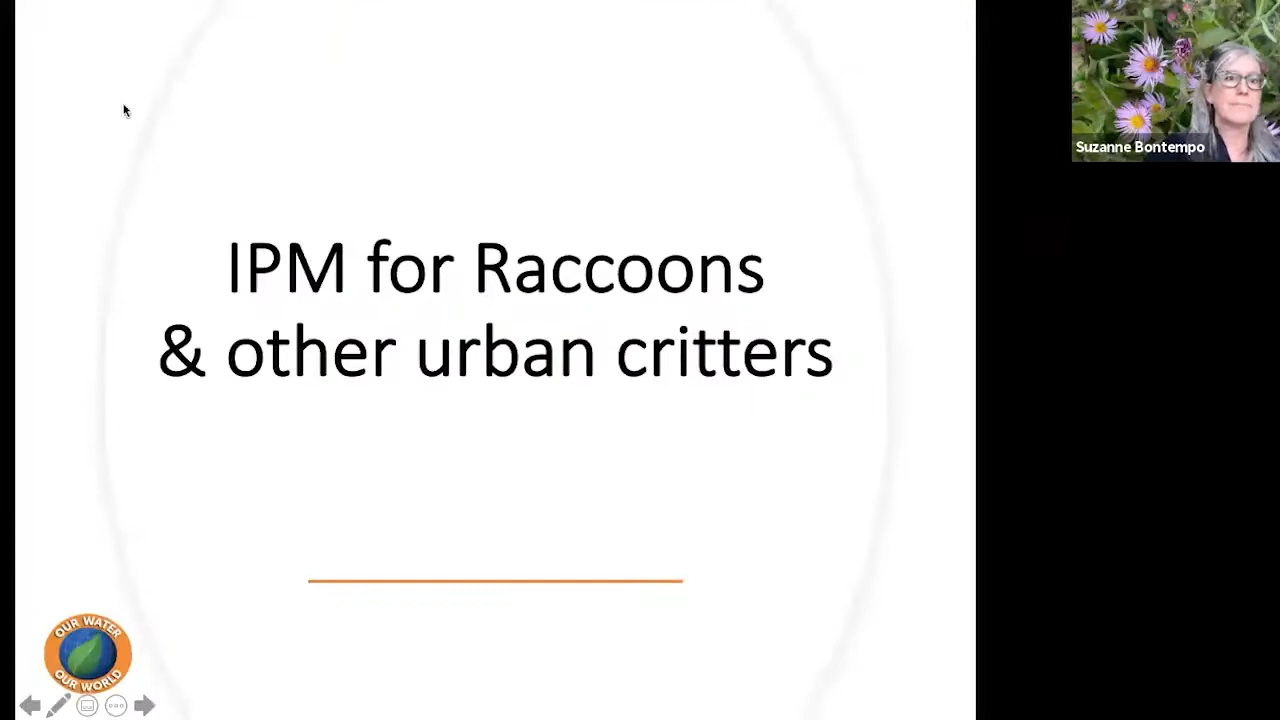 IPM for Raccoons
& other urban critters
Suzanne Bontempo
OUR WATER
OUR WORLD